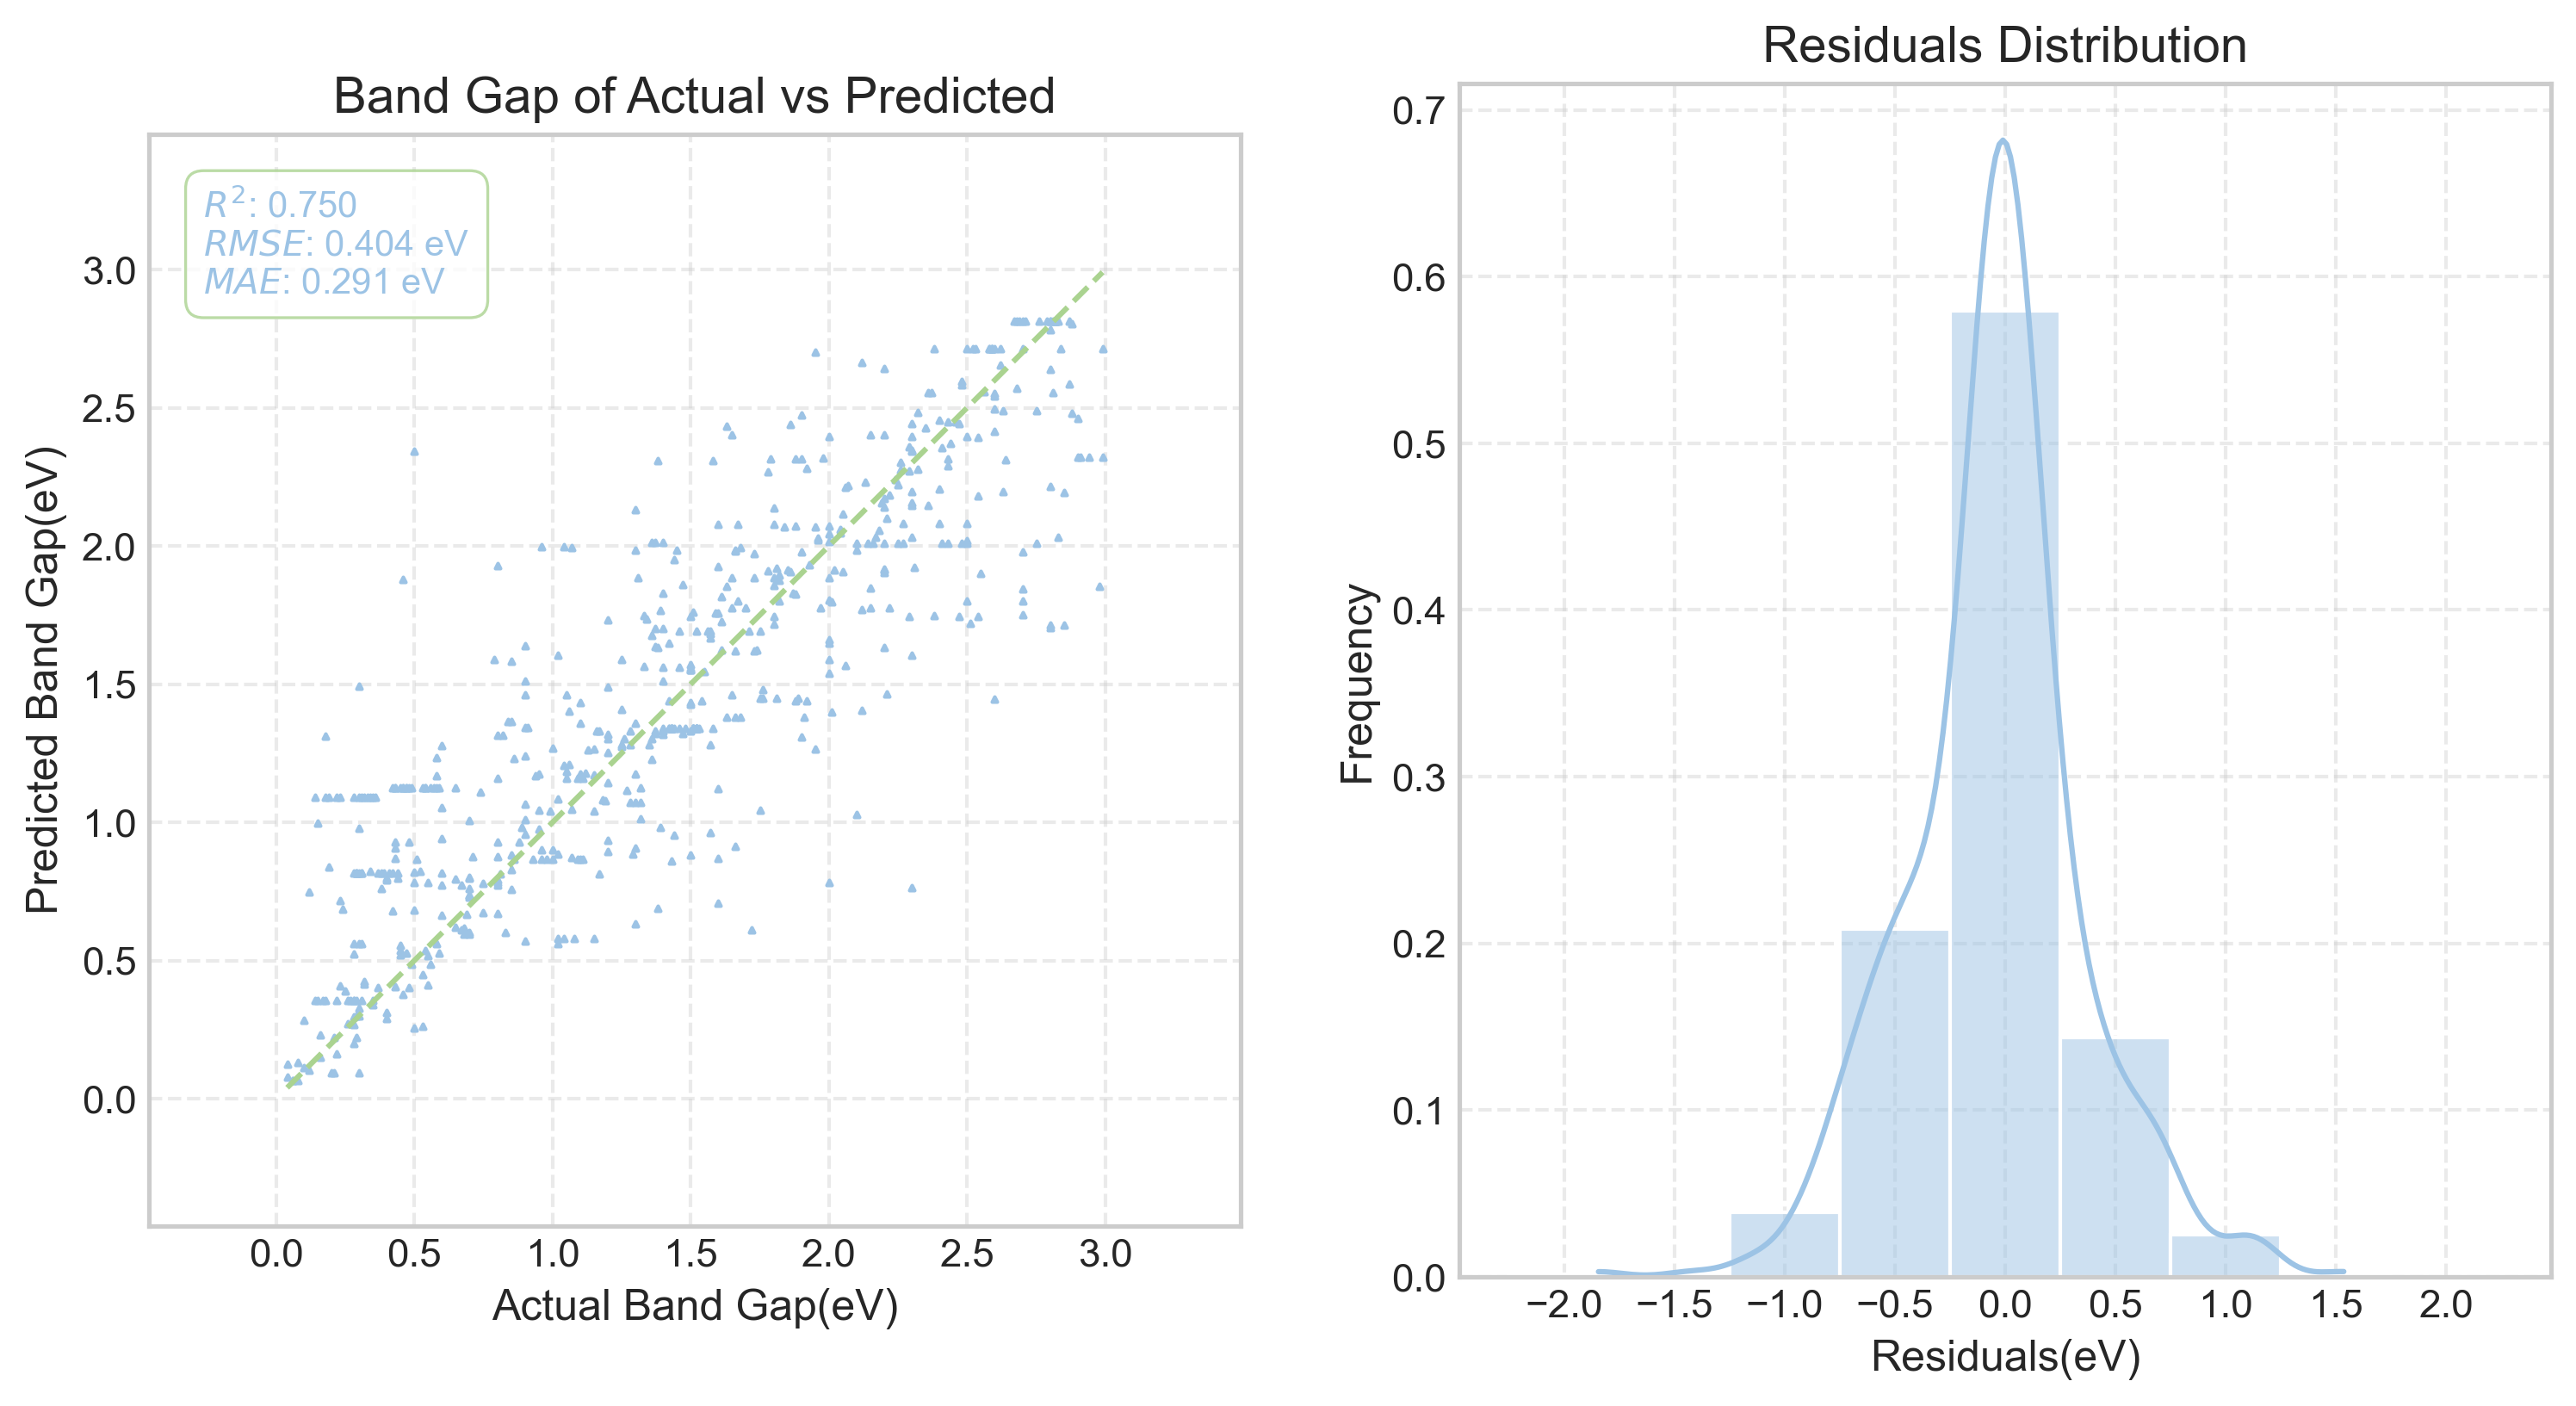 Band Gap of Actual vs Predicted
R²: 0.750
RMSE: 0.404 eV
MAE: 0.291 eV
3.0
2.5
2.0
1.5
1.0
0.5
0.0
Predicted Band Gap(eV)
0.0 0.5 1.0 1.5 2.0 2.5 3.0
Actual Band Gap(eV)
Residuals Distribution
0.7
0.6
0.5
0.4
0.3
0.2
0.1
0.0
Frequency
−2.0 −1.5 −1.0 −0.5 0.0 0.5 1.0 1.5 2.0
Residuals(eV)